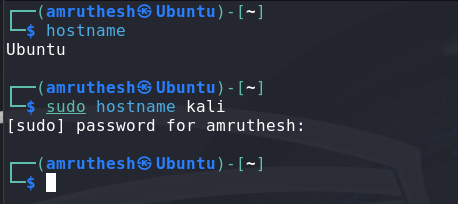 ┌──(amruthesh㉿Ubuntu)-[~]
└─$ hostname
Ubuntu
┌──(amruthesh㉿Ubuntu)-[~]
└─$ sudo hostname kali
[sudo] password for amruthesh:
┌──(amruthesh㉿Ubuntu)-[~]
└─$